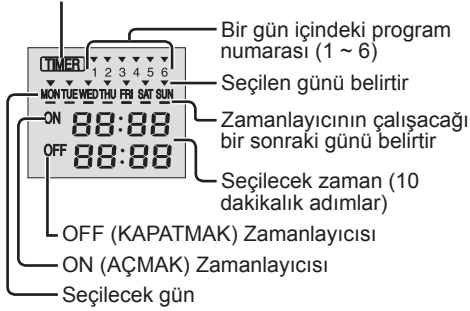 Bir gün içindeki program
numarası (1 ~ 6)
TIMER
1 2 3 4 5 6
Seçilen günü belirtir
MON TUE WED THU FRI SAT SUN
Zamanlayıcının çalışacağı
bir sonraki günü belirtir
ON 88:88
OFF 88:88
Seçilecek zaman (10
dakikalık adımlar)
OFF (KAPATMAK) Zamanlayıcısı
ON (AÇMAK) Zamanlayıcısı
Seçilecek gün